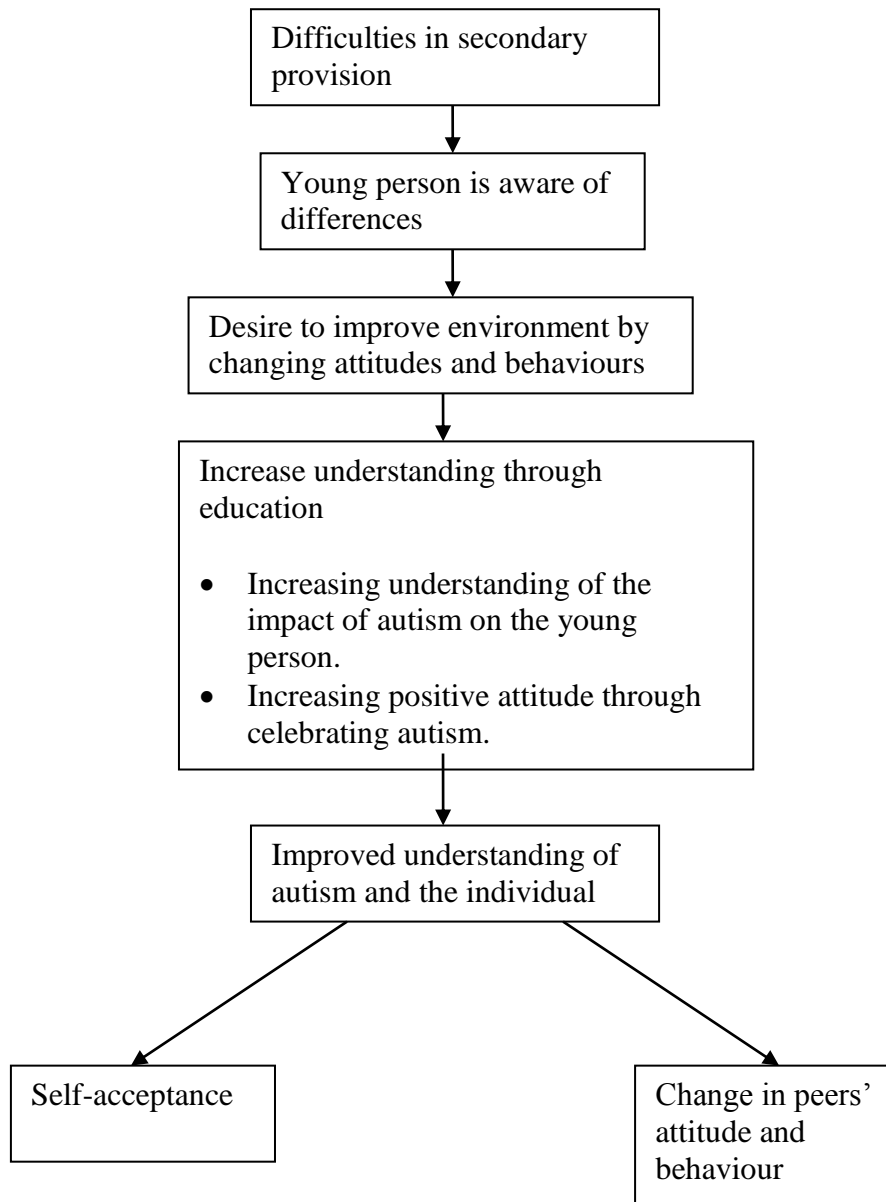 Difficulties in secondary
provision
Young person is aware of
differences
Desire to improve environment by
changing attitudes and behaviours
Increase understanding through
education
• Increasing understanding of the
impact of autism on the young
person.
• Increasing positive attitude through
celebrating autism.
Improved understanding of
autism and the individual
Self-acceptance
Change in peers’
attitude and
behaviour